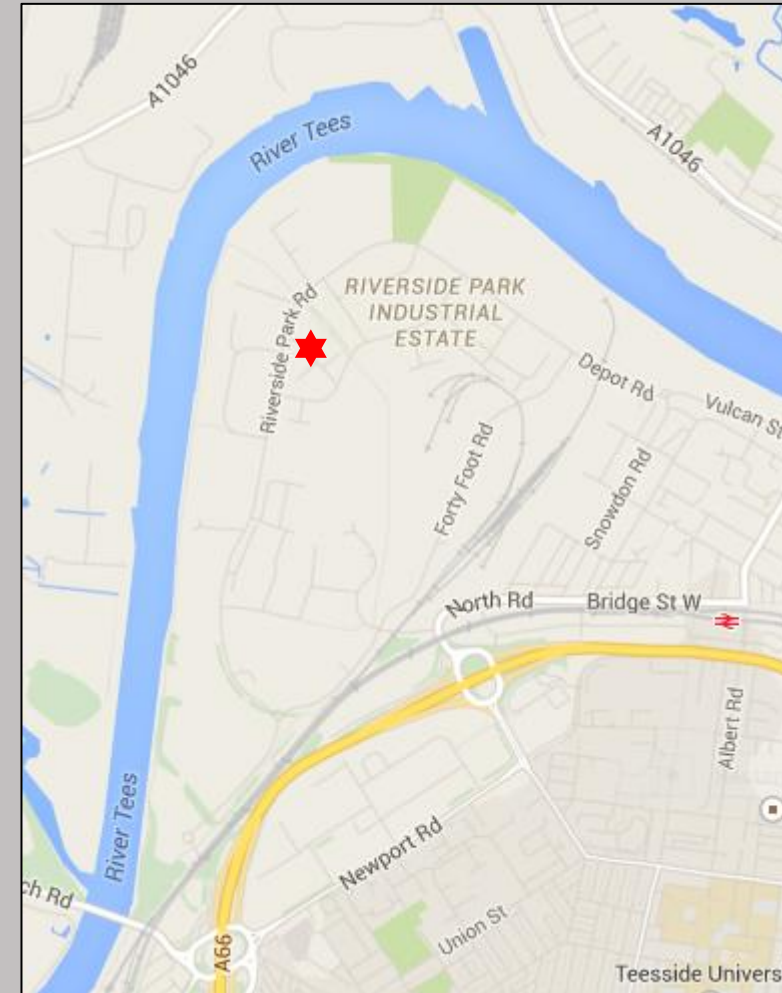 A1046
River Tees
A1046
RIVERSIDE PARK
INDUSTRIAL
ESTATE
Riverside Park Rd
Depot Rd
Vulcan St
Forty Foot Rd
Snowdon Rd
North Rd
Bridge St W
Albert Rd
River Tees
Newport Rd
ch Rd
Union St
A66
Teesside Univers